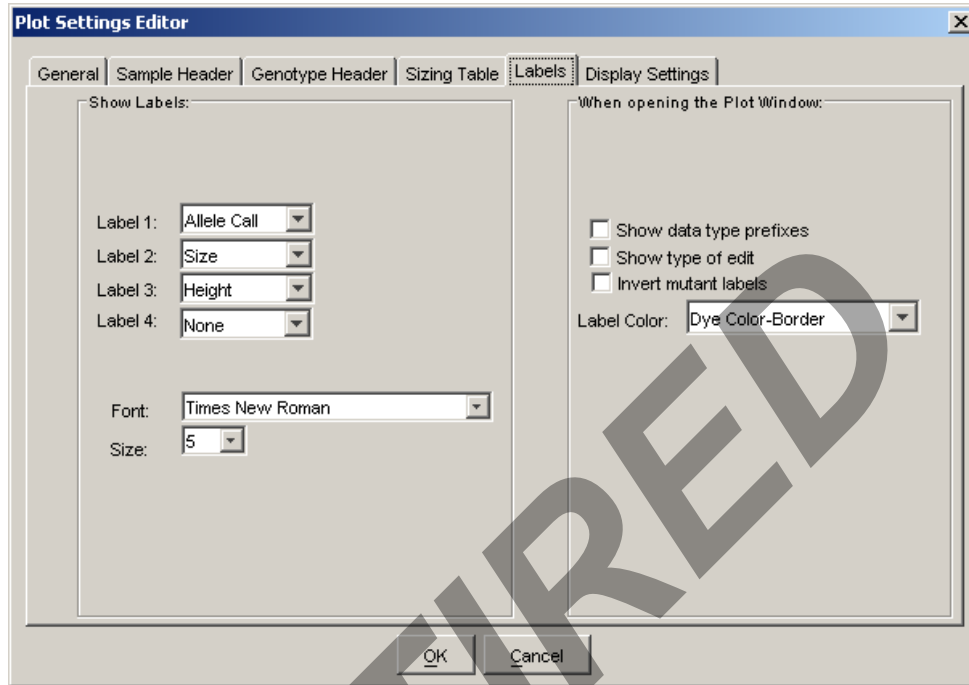 Plot Settings Editor
General Sample Header Genotype Header Sizing Table Labels Display Settings
Show Labels:
Label 1: Allele Call
Label 2: Size
Label 3: Height
Label 4: None
Font: Times New Roman
Size: 5
When opening the Plot Window:
Show data type prefixes
Show type of edit
Invert mutant labels
Label Color: Dye Color-Border
OK Cancel
TIRED